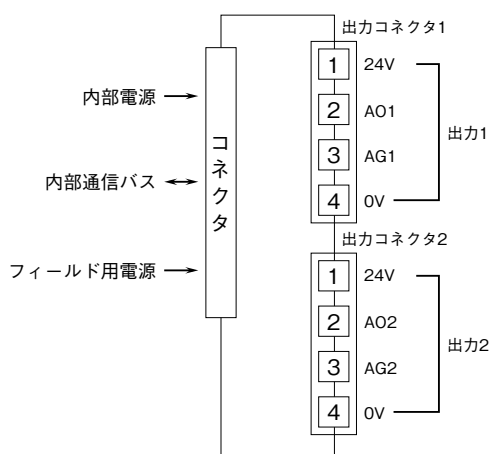 内部電源
内部通信バス
フィールド用電源
コネクタ
出力コネクタ1
1 24V
2 AO1
3 AG1
4 0V
出力1
出力コネクタ2
1 24V
2 AO2
3 AG2
4 0V
出力2